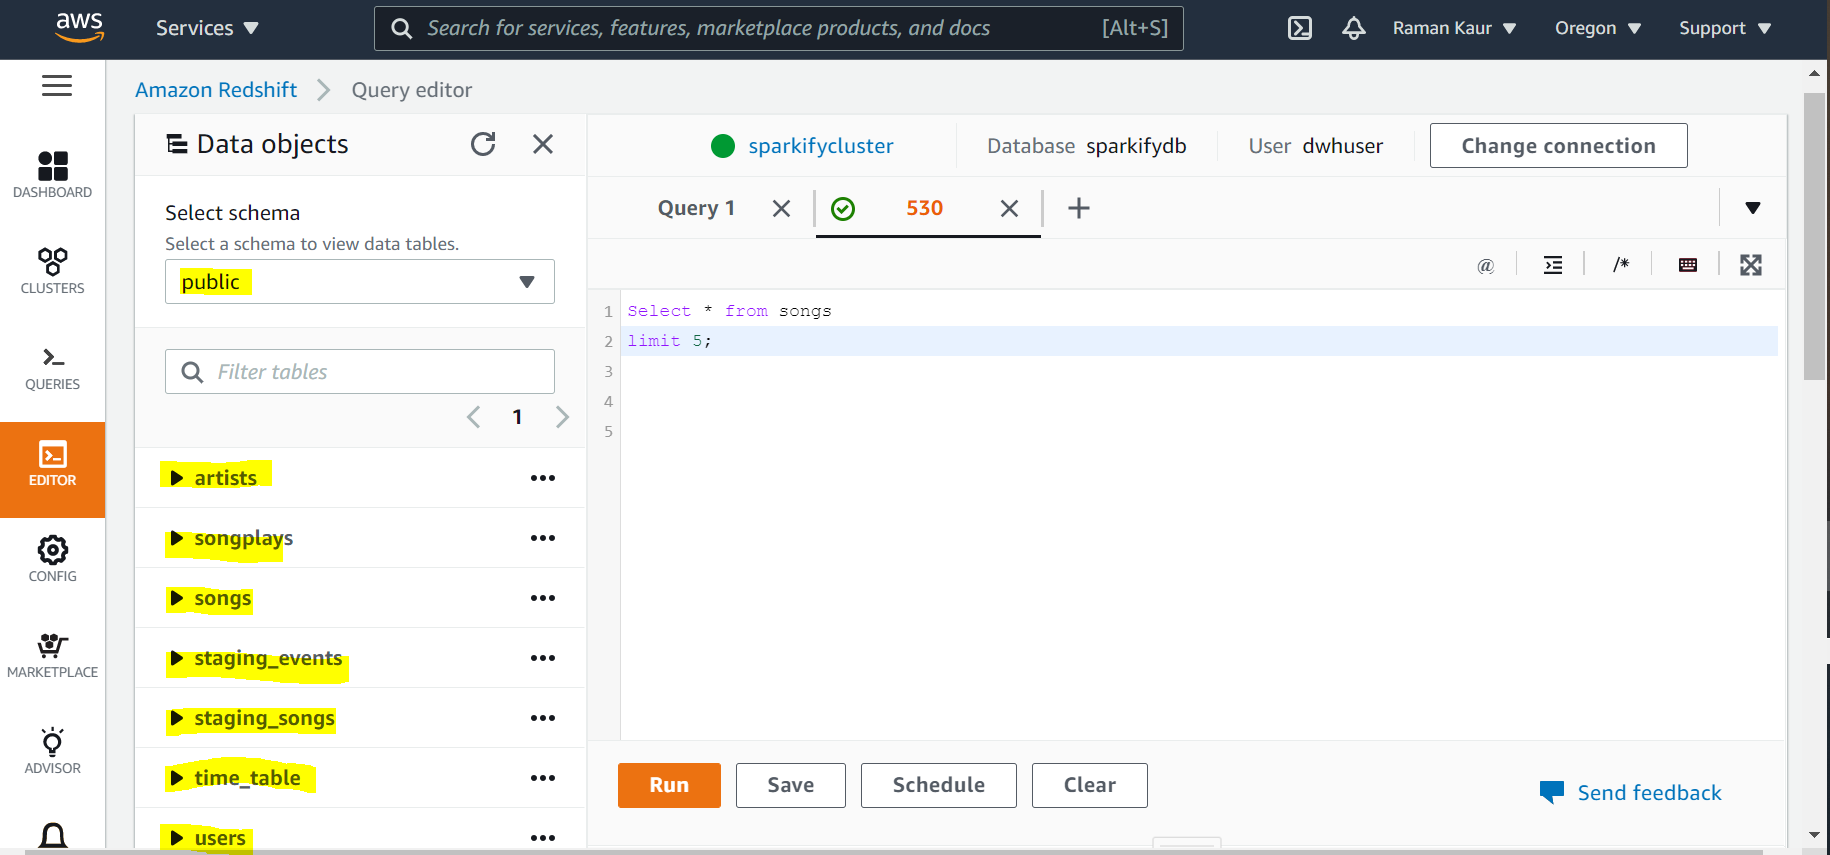 aws Services Search for services, features, marketplace products, and docs [Alt+S] Raman Kaur Oregon Support
Amazon Redshift Query editor
DASHBOARD
CLUSTERS
QUERIES
EDITOR
CONFIG
MARKETPLACE
ADVISOR
Data objects
Select schema
Select a schema to view data tables.
public
Filter tables
1
artists
songplays
songs
staging_events
staging_songs
time_table
users
sparkifycluster Database sparkifydb User dwhuser Change connection
Query 1 530
@ /*
1 Select * from songs
2 limit 5;
3
4
5
Run Save Schedule Clear Send feedback